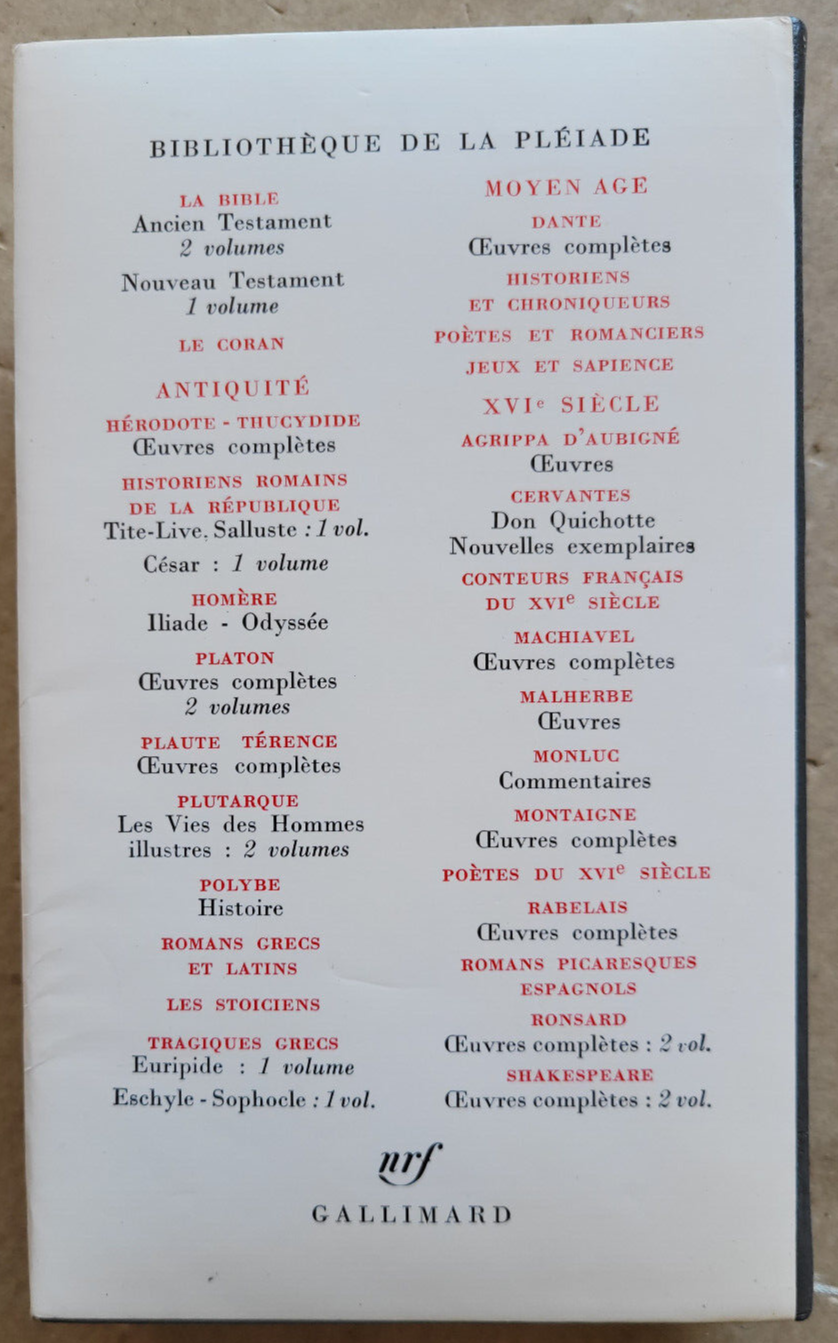 BIBLIOTHÈQUE DE LA PLÉIADE
LA BIBLE
Ancien Testament
2 volumes
Nouveau Testament
1 volume
LE CORAN
ANTIQUITÉ
HÉRODOTE - THUCYDIDE
Œuvres complètes
HISTORIENS ROMAINS
DE LA RÉPUBLIQUE
Tite-Live, Salluste : 1 vol.
César : 1 volume
HOMÈRE
Iliade - Odyssée
PLATON
Œuvres complètes
2 volumes
PLAUTE TÉRENCE
Œuvres complètes
PLUTARQUE
Les Vies des Hommes
illustres : 2 volumes
POLYBE
Histoire
ROMANS GRECS
ET LATINS
LES STOICIENS
TRAGIQUES GRECS
Euripide : 1 volume
Eschyle - Sophocle : 1 vol.
MOYEN AGE
DANTE
Œuvres complètes
HISTORIENS
ET CHRONIQUEURS
POÈTES ET ROMANCIERS
JEUX ET SAPIENCE
XVIe SIÈCLE
AGRIPPA D'AUBIGNÉ
Œuvres
CERVANTES
Don Quichotte
Nouvelles exemplaires
CONTEURS FRANÇAIS
DU XVIe SIÈCLE
MACHIAVEL
Œuvres complètes
MALHERBE
Œuvres
MONLUC
Commentaires
MONTAIGNE
Œuvres complètes
POÈTES DU XVIe SIÈCLE
RABELAIS
Œuvres complètes
ROMANS PICARESQUES
ESPAGNOLS
RONSARD
Œuvres complètes : 2 vol.
SHAKESPEARE
Œuvres complètes : 2 vol.
nrf
GALLIMARD